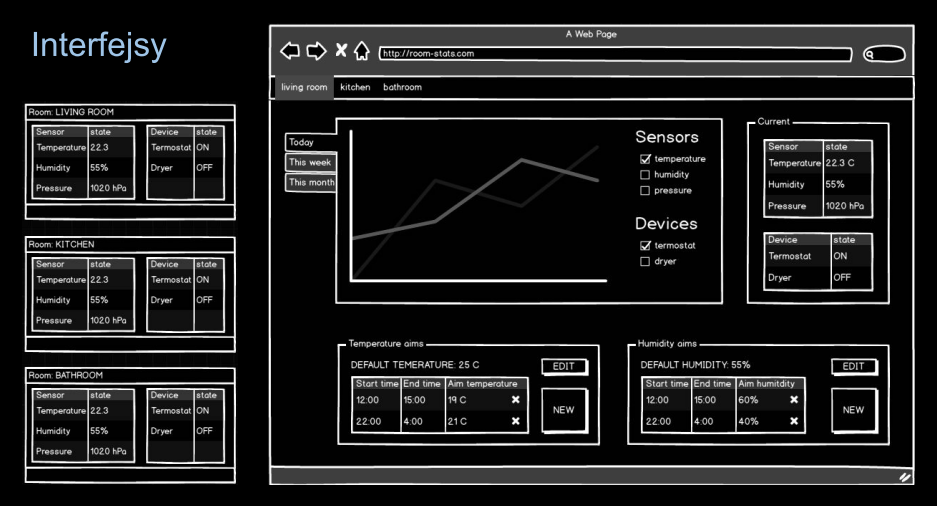 Interfejsy
Room: LIVING ROOM
Sensor state Device state
Temperature 22.3 Termostat ON
Humidity 55% Dryer OFF
Pressure 1020 hPa
Room: KITCHEN
Sensor state Device state
Temperature 22.3 Termostat ON
Humidity 55% Dryer OFF
Pressure 1020 hPa
Room: BATHROOM
Sensor state Device state
Temperature 22.3 Termostat ON
Humidity 55% Dryer OFF
Pressure 1020 hPa
A Web Page
http://room-stats.com
living room kitchen bathroom
Today
This week
This month
Sensors
temperature
humidity
pressure
Devices
termostat
dryer
Current
Sensor state
Temperature 22.3 C
Humidity 55%
Pressure 1020 hPa
Device state
Termostat ON
Dryer OFF
Temperature aims
DEFAULT TEMERATURE: 25 C EDIT
Start time End time Aim temperature
12:00 15:00 19 C
22:00 4:00 21 C
NEW
Humidity aims
DEFAULT HUMIDITY: 55% EDIT
Start time End time Aim humitdity
12:00 15:00 60%
22:00 4:00 40%
NEW